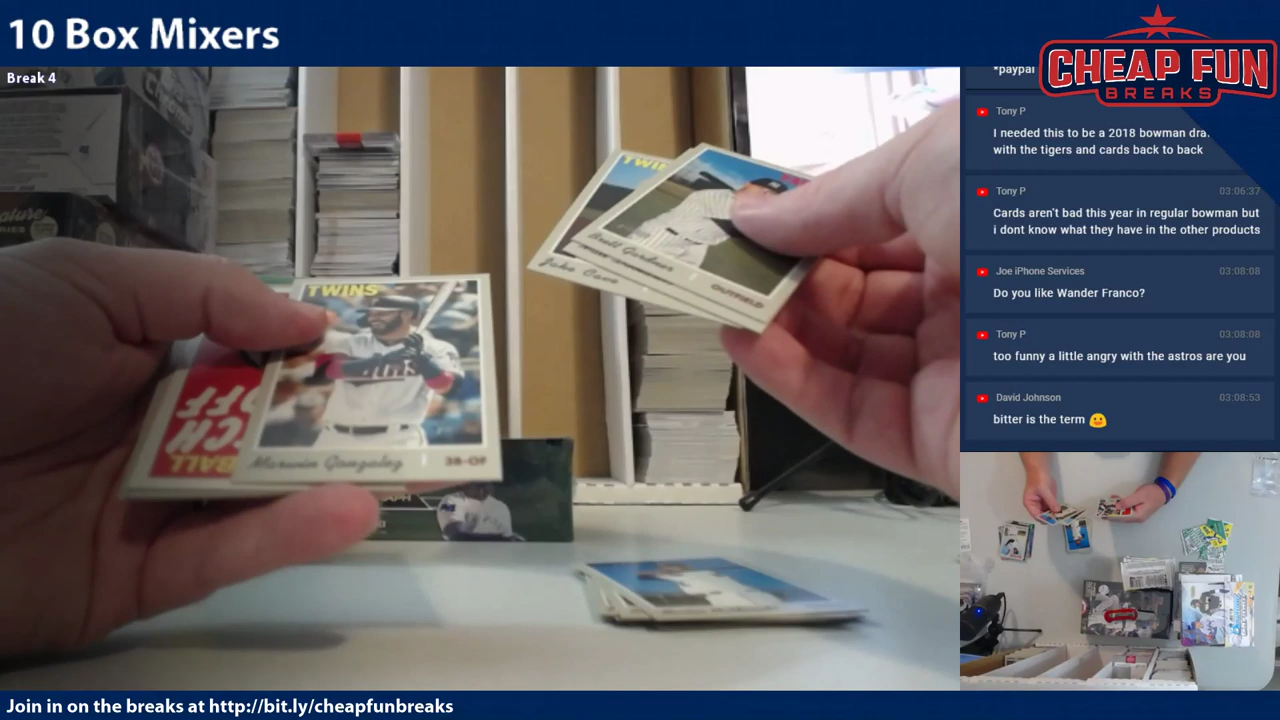 10 Box Mixers
Break 4
CHEAP FUN
BREAKS
*paypal
Tony P
I needed this to be a 2018 bowman dra
with the tigers and cards back to back
Tony P 03:06:37
Cards aren't bad this year in regular bowman but
i dont know what they have in the other products
Joe iPhone Services 03:08:08
Do you like Wander Franco?
Tony P 03:08:08
too funny a little angry with the astros are you
David Johnson 03:08:53
bitter is the term
TWINS
Marwin Gonzalez 3B-OF
TWI
Brett Gardner
OUTFIELD
Jake Cave
Join in on the breaks at http://bit.ly/cheapfunbreaks